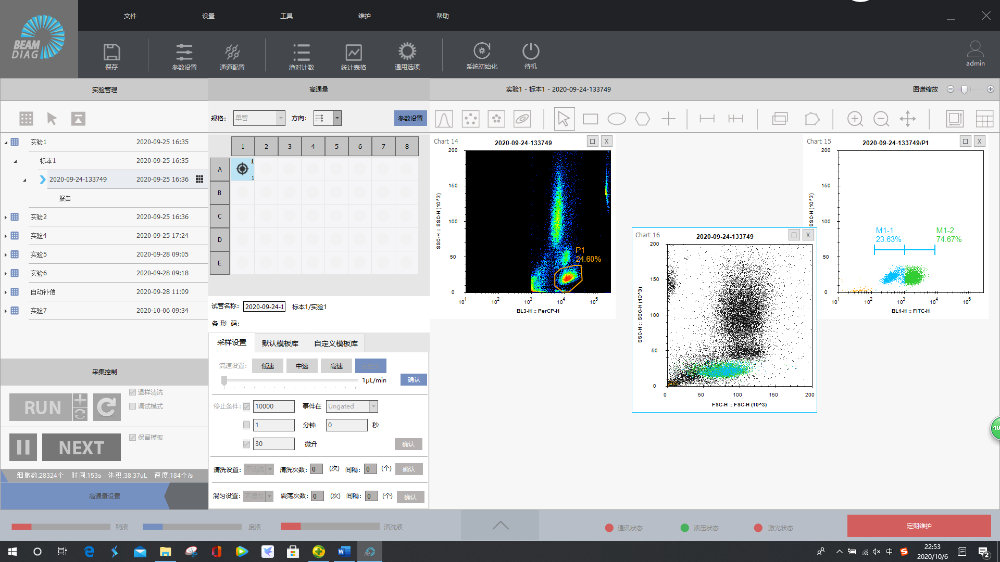 BEAM
DIAG
文件
设置
工具
维护
帮助
保存
参数设置
通道配置
绝对计数
统计表格
通用选项
系统初始化
待机
admin
实验管理
高通量
实验1 - 标本1 - 2020-09-24-133749
图谱缩放
规格:
单管
方向:
参数设置
实验1
2020-09-25 16:35
标本1
2020-09-25 16:35
2020-09-24-133749
2020-09-25 16:36
报告
实验2
2020-09-25 16:36
实验4
2020-09-25 17:24
实验5
2020-09-28 09:05
实验6
2020-09-28 09:18
自动补偿
2020-09-28 11:09
实验7
2020-10-06 09:34
1 2 3 4 5 6 7 8
A
1
1
B
C
D
E
试管名称: 2020-09-24-1 标本1/实验1
条 形 码:
采样设置
默认模板库
自定义模板库
流速设置:
低速
中速
高速
1μL/min
确认
停止条件:
10000
事件在
Ungated
1
分钟
0
秒
30
微升
确认
清洗设置:
不清洗
清洗次数: 0 (次)
间隔: 0 (个)
确认
混匀设置:
不混匀
震荡次数: 0 (次)
间隔: 0 (个)
确认
采集控制
RUN
退样清洗
调试模式
NEXT
保留模板
细胞数:28324个 时间:153s 体积:38.37uL 速度:184个/s
高通量设置
Chart 14
2020-09-24-133749
X
200
150
100
50
0
SSC-H :: SSC-H (10^3)
P1
24.60%
10^1 10^2 10^3 10^4 10^5
BL3-H :: PerCP-H
Chart 16
2020-09-24-133749
X
200
150
100
50
0
SSC-H :: SSC-H (10^3)
0 50 100 150 200
FSC-H :: FSC-H (10^3)
Chart 15
2020-09-24-133749/P1
X
200
150
100
50
0
SSC-H :: SSC-H (10^3)
M1-1
23.63%
M1-2
74.67%
10^1 10^2 10^3 10^4 10^5
BL1-H :: FITC-H
40
鞘液
废液
清洗液
通讯状态
液压状态
激光状态
定期维护
中
22:53
2020/10/6
2